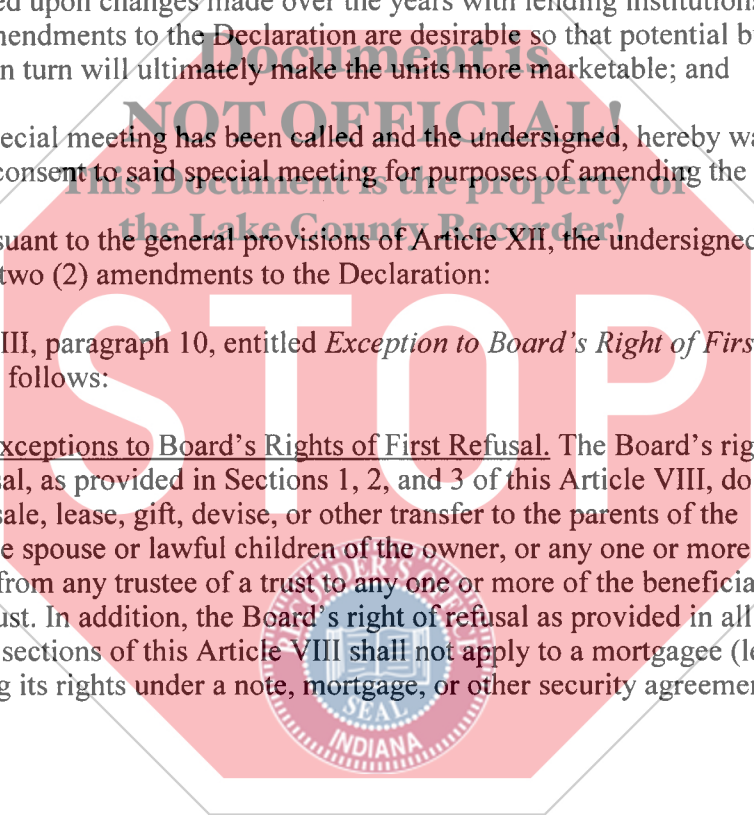 ed upon changes made over the years with lending institutions
mendments to the Declaration are desirable so that potential b
Document is
n turn will ultimately make the units more marketable; and
NOT OFFICIAL!
pecial meeting has been called and the undersigned, hereby wa
consent to said special meeting for purposes of amending the
This Document is the property of
the Lake County Recorder!
suant to the general provisions of Article XII, the undersigned
two (2) amendments to the Declaration:
STOP
III, paragraph 10, entitled Exception to Board's Right of Firs
follows:
xceptions to Board's Rights of First Refusal. The Board's rig
sal, as provided in Sections 1, 2, and 3 of this Article VIII, do
sale, lease, gift, devise, or other transfer to the parents of the
e spouse or lawful children of the owner, or any one or more
from any trustee of a trust to any one or more of the beneficia
ust. In addition, the Board's right of refusal as provided in all
sections of this Article VIII shall not apply to a mortgagee (le
g its rights under a note, mortgage, or other security agreemen
RECORDER'S OFFICE
SEAL
INDIANA